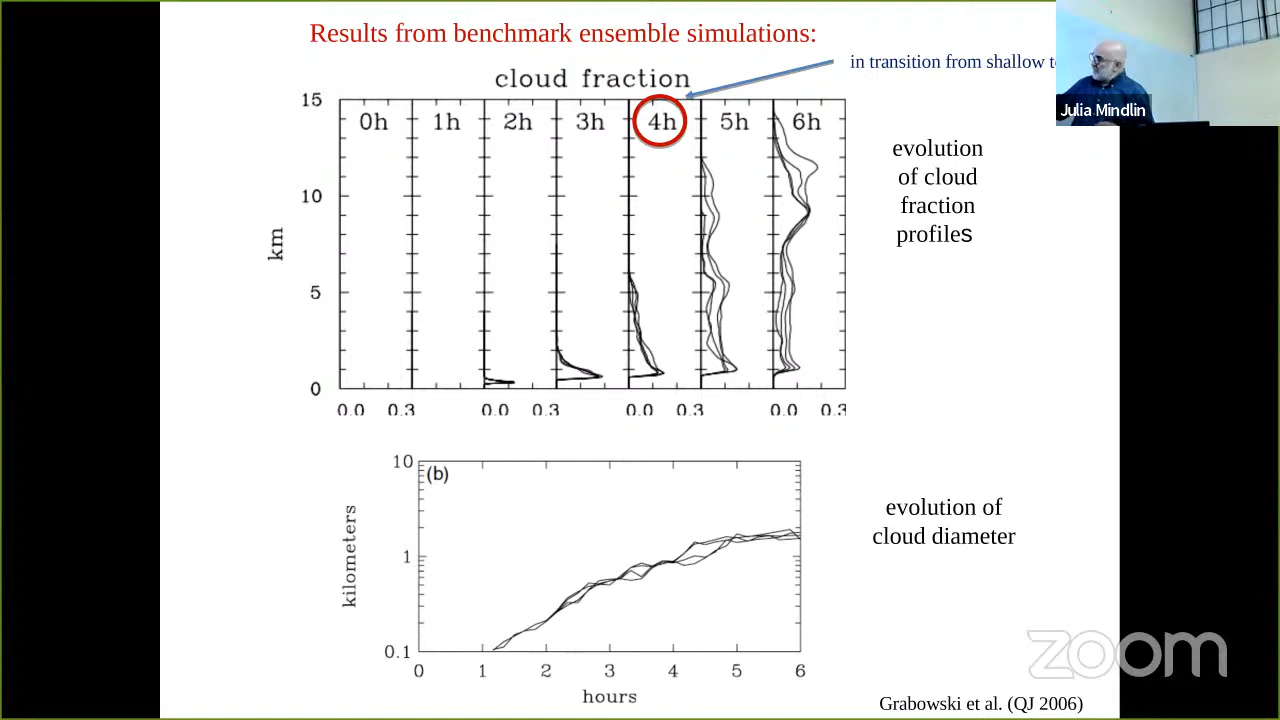 Results from benchmark ensemble simulations:
in transition from shallow t
Julia Mindlin
cloud fraction
15
0h 1h 2h 3h 4h 5h 6h
10
km
5
0
0.0 0.3 0.0 0.3 0.0 0.3 0.0 0.3
evolution
of cloud
fraction
profiles
10
(b)
1
kilometers
0.1
0 1 2 3 4 5 6
hours
evolution of
cloud diameter
zoom
Grabowski et al. (QJ 2006)